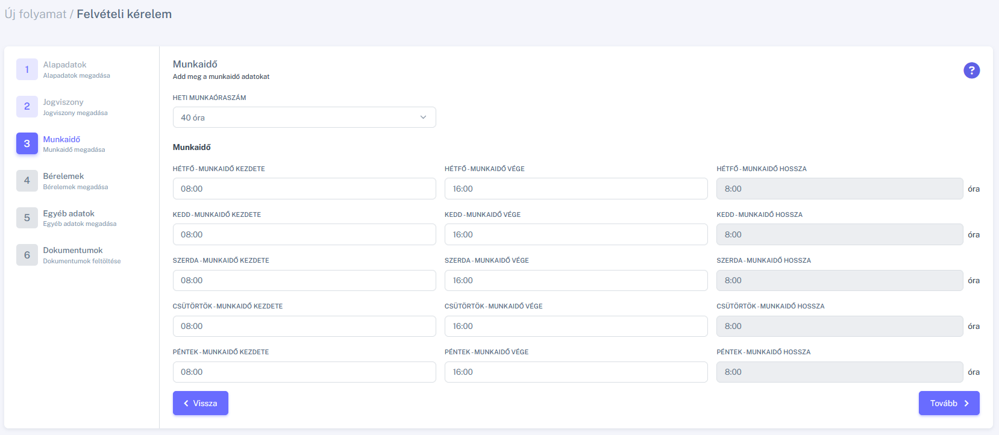 Új folyamat / Felvételi kérelem
1
Alapadatok
Alapadatok megadása
2
Jogviszony
Jogviszony megadása
3
Munkaidő
Munkaidő megadása
4
Bérelemek
Bérelemek megadása
5
Egyéb adatok
Egyéb adatok megadása
6
Dokumentumok
Dokumentumok feltöltése
Munkaidő
Add meg a munkaidő adatokat
?
HETI MUNKAÓRASZÁM
40 óra
Munkaidő
HÉTFŐ - MUNKAIDŐ KEZDETE HÉTFŐ - MUNKAIDŐ VÉGE HÉTFŐ - MUNKAIDŐ HOSSZA
08:00 16:00 8:00 óra
KEDD - MUNKAIDŐ KEZDETE KEDD - MUNKAIDŐ VÉGE KEDD - MUNKAIDŐ HOSSZA
08:00 16:00 8:00 óra
SZERDA - MUNKAIDŐ KEZDETE SZERDA - MUNKAIDŐ VÉGE SZERDA - MUNKAIDŐ HOSSZA
08:00 16:00 8:00 óra
CSÜTÖRTÖK - MUNKAIDŐ KEZDETE CSÜTÖRTÖK - MUNKAIDŐ VÉGE CSÜTÖRTÖK - MUNKAIDŐ HOSSZA
08:00 16:00 8:00 óra
PÉNTEK - MUNKAIDŐ KEZDETE PÉNTEK - MUNKAIDŐ VÉGE PÉNTEK - MUNKAIDŐ HOSSZA
08:00 16:00 8:00 óra
Vissza Tovább